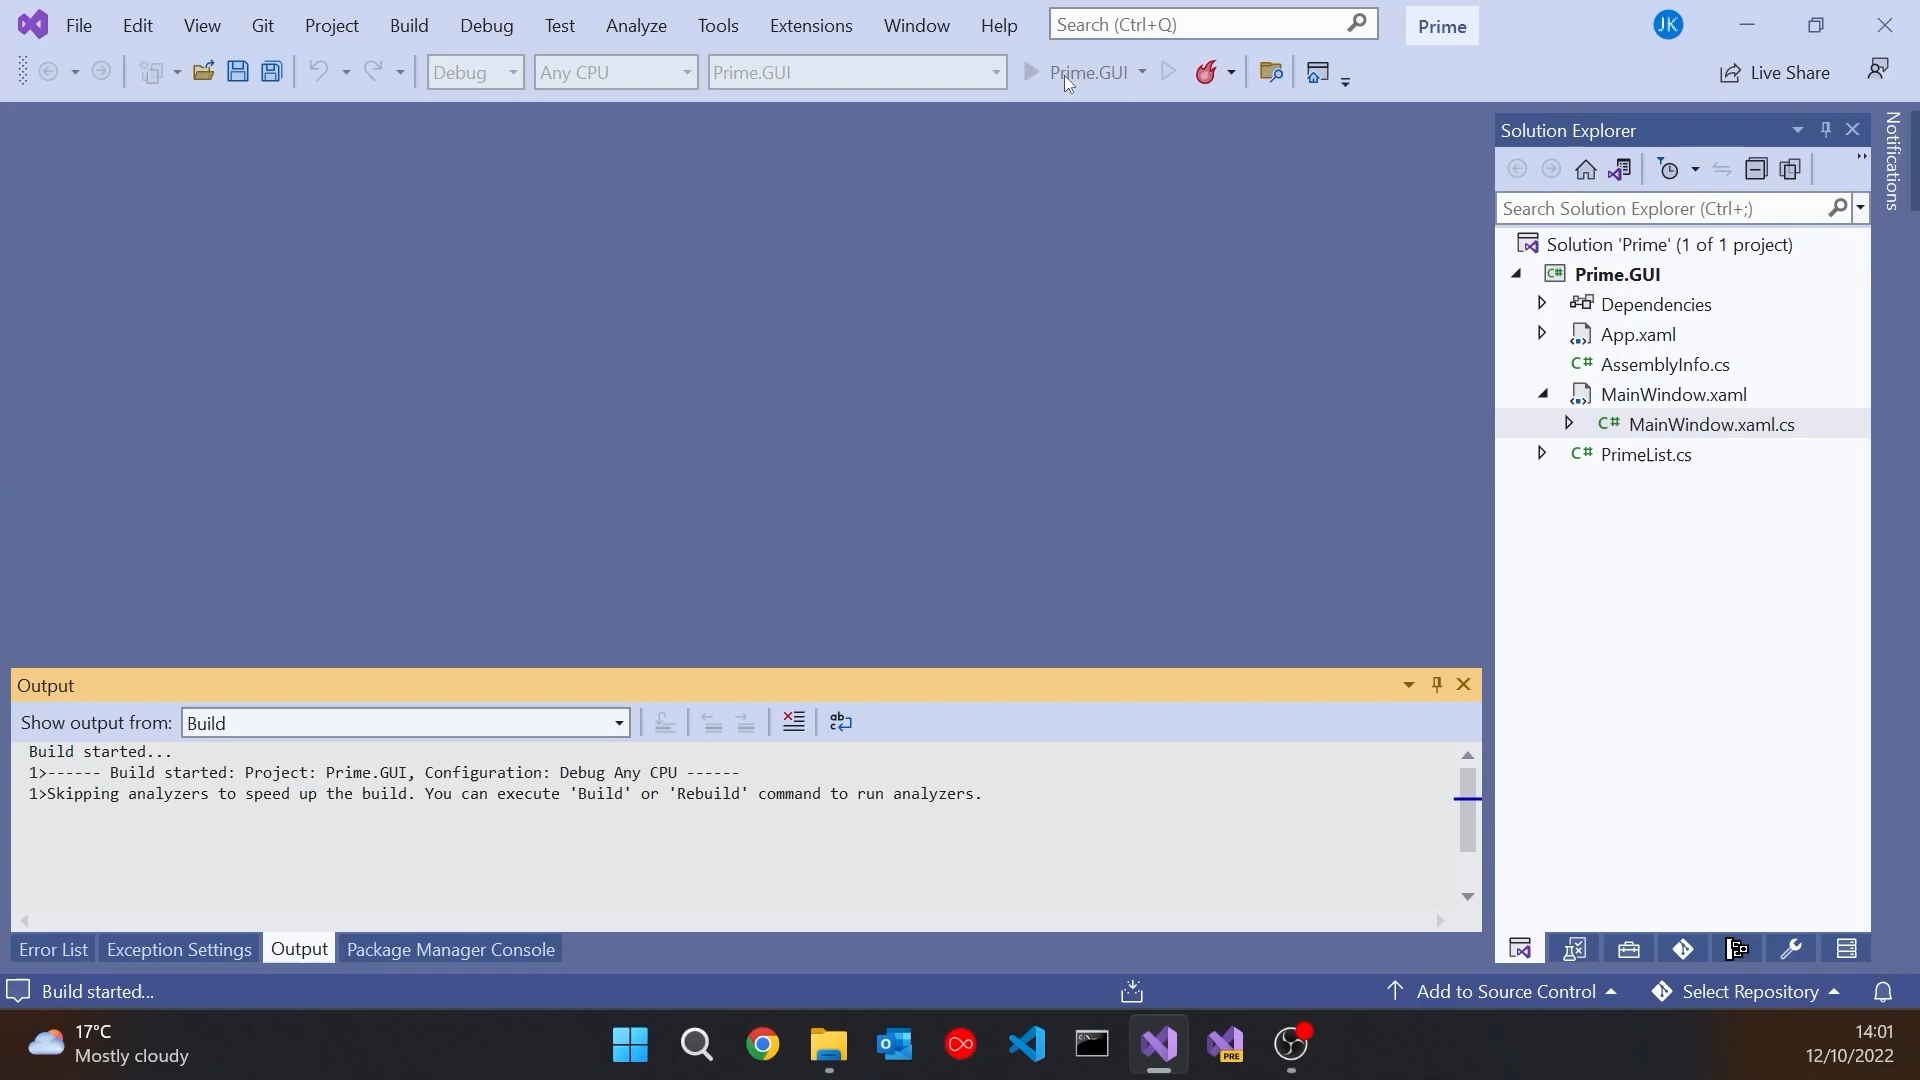 File Edit View Git Project Build Debug Test Analyze Tools Extensions Window Help Search (Ctrl+Q) Prime JK
Debug Any CPU Prime.GUI Prime.GUI Live Share
Notifications
Solution Explorer
Search Solution Explorer (Ctrl+;)
Solution 'Prime' (1 of 1 project)
C# Prime.GUI
Dependencies
App.xaml
C# AssemblyInfo.cs
MainWindow.xaml
C# MainWindow.xaml.cs
C# PrimeList.cs
Output
Show output from: Build
Build started...
1>------ Build started: Project: Prime.GUI, Configuration: Debug Any CPU ------
1>Skipping analyzers to speed up the build. You can execute 'Build' or 'Rebuild' command to run analyzers.
Error List Exception Settings Output Package Manager Console
Build started... Add to Source Control Select Repository
17°C
Mostly cloudy
PRE
14:01
12/10/2022